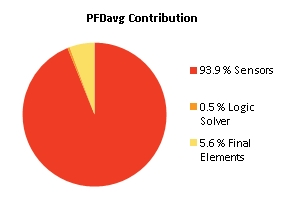 PFDavg Contribution
93.9 % Sensors
0.5 % Logic
Solver
5.6 % Final
Elements